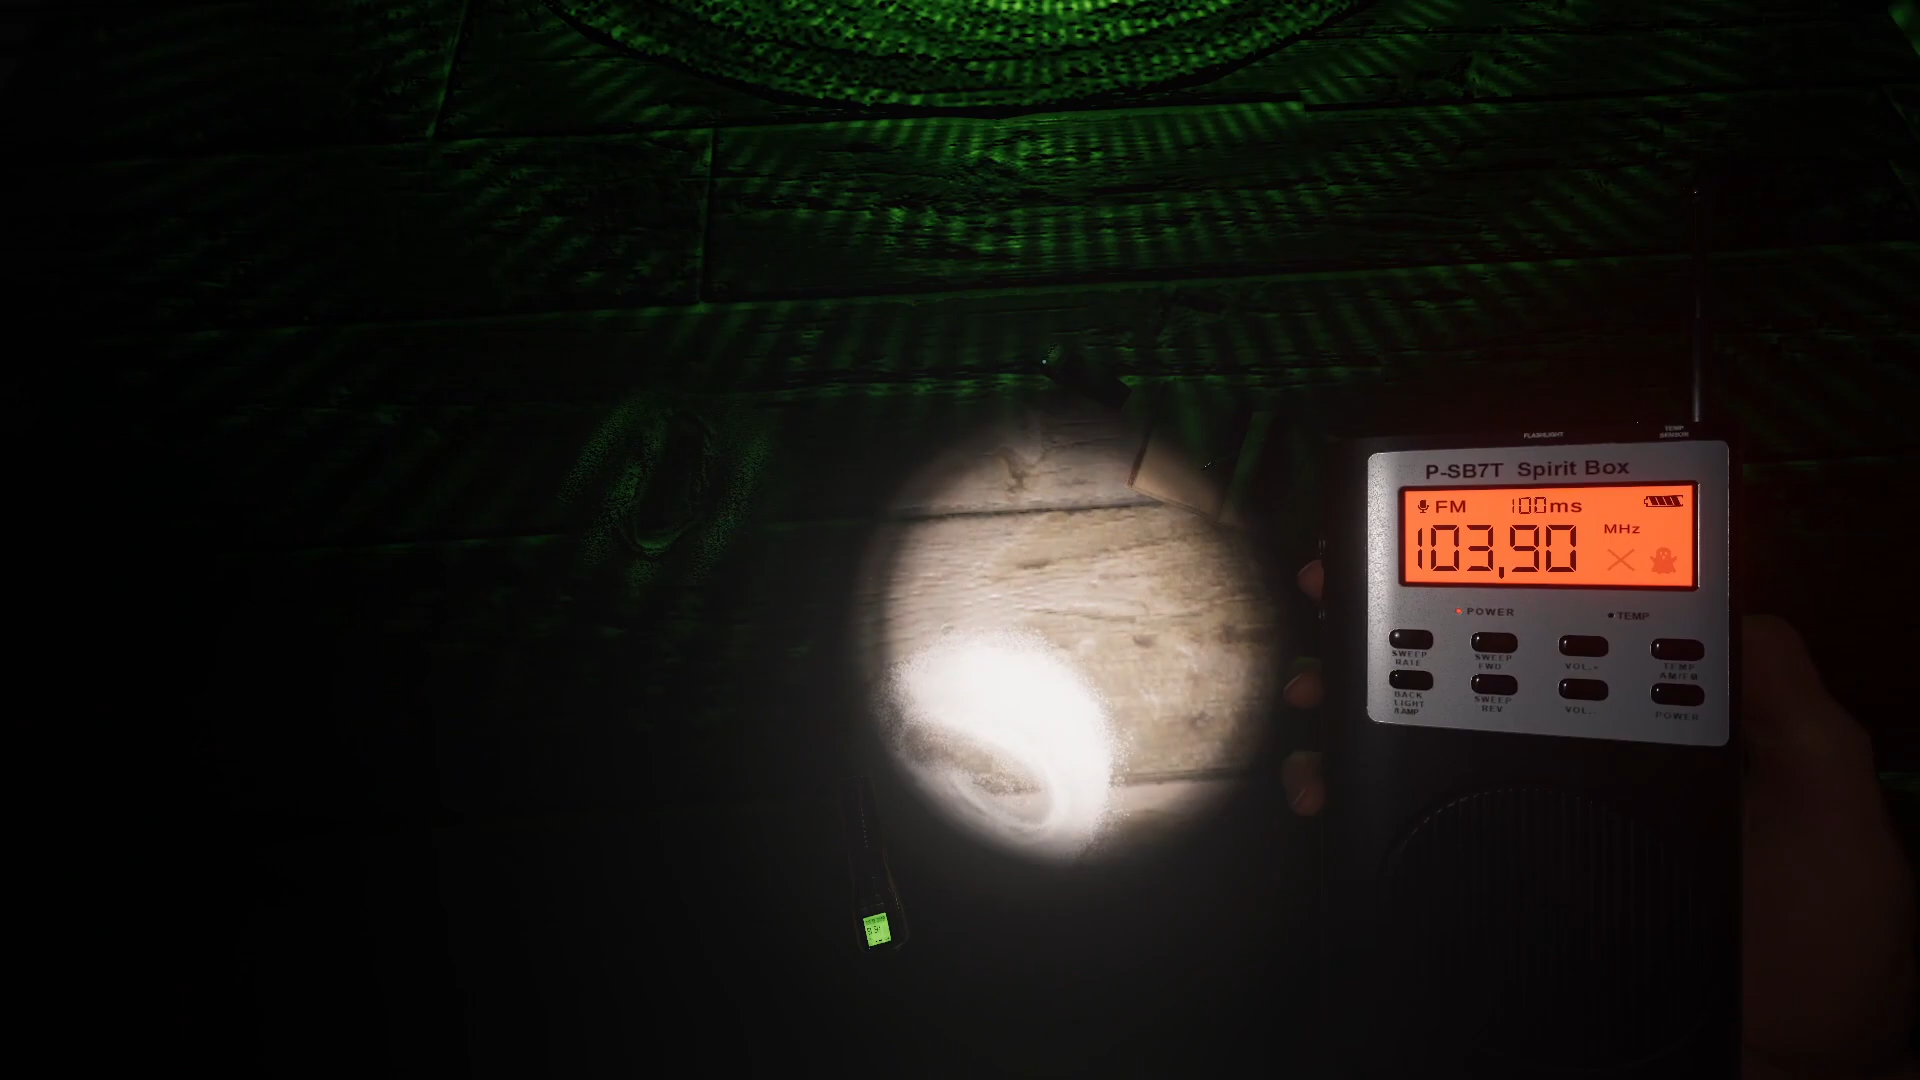 FLASHLIGHT
TEMP
SENSOR
P-SB7T Spirit Box
FM 100ms
103,90 MHz
POWER
TEMP
SWEEP
RATE
SWEEP
FWD
VOL.+
TEMP
AM/FM
BACK
LIGHT
SWEEP
REV
VOL.
POWER